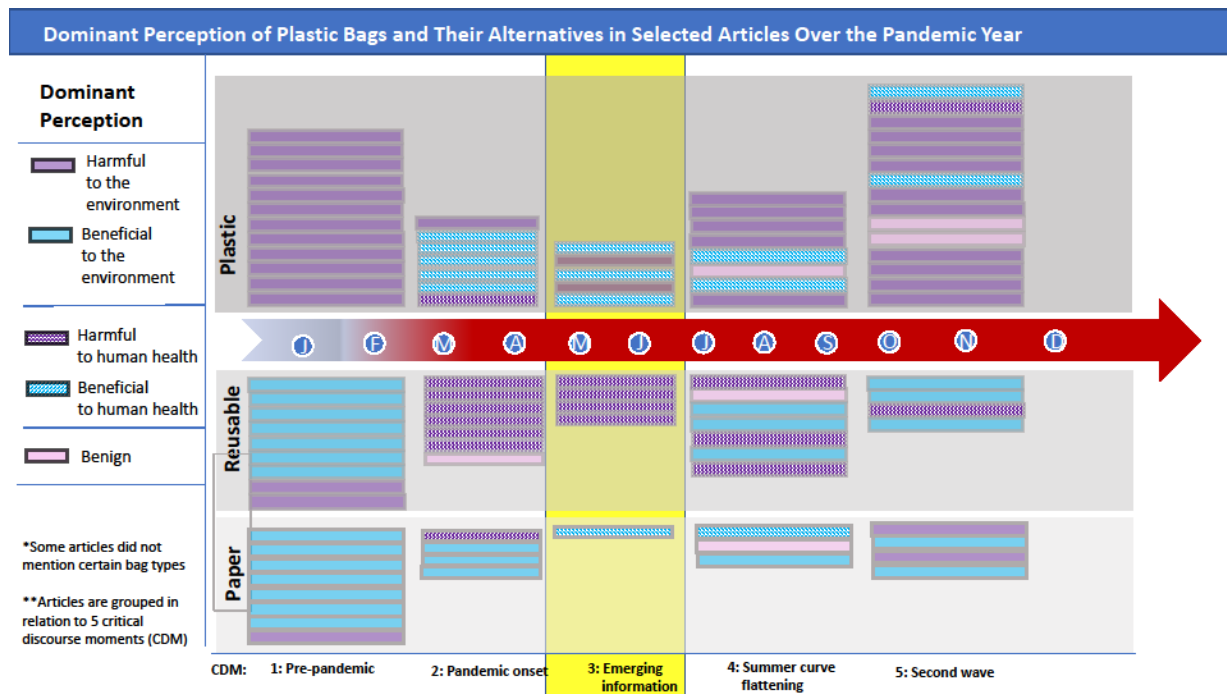 Dominant Perception of Plastic Bags and Their Alternatives in Selected Articles Over the Pandemic Year
Dominant
Perception
Harmful
to the
environment
Beneficial
to the
environment
Harmful
to human health
Beneficial
to human health
Benign
*Some articles did not
mention certain bag types
**Articles are grouped in
relation to 5 critical
discourse moments (CDM)
Plastic
J F M A M J J A S O N D
Reusable
Paper
CDM: 1: Pre-pandemic
2: Pandemic onset
3: Emerging
information
4: Summer curve
flattening
5: Second wave